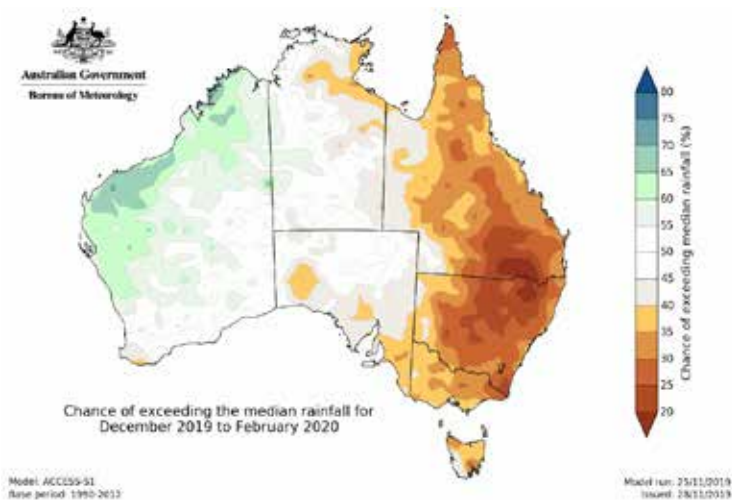 Australian Government
Bureau of Meteorology
80
75
70
65
60
55
50
45
40
35
30
25
20
Chance of exceeding median rainfall (%)
Chance of exceeding the median rainfall for
December 2019 to February 2020
Model: ACCESS-S1
Base period: 1990-2012
Model run: 25/11/2019
Issued: 28/11/2019